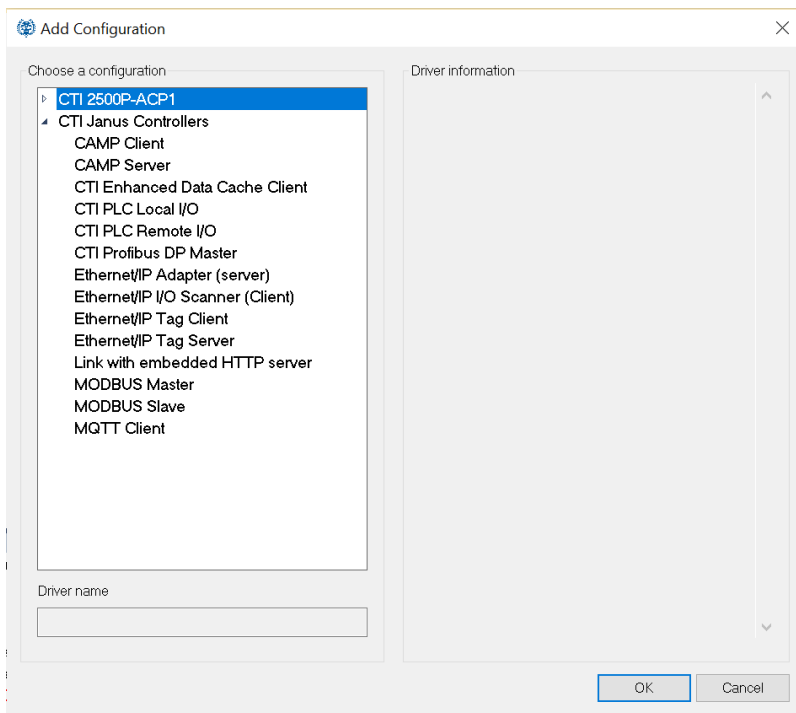 Add Configuration
Choose a configuration
CTI 2500P-ACP1
CTI Janus Controllers
CAMP Client
CAMP Server
CTI Enhanced Data Cache Client
CTI PLC Local I/O
CTI PLC Remote I/O
CTI Profibus DP Master
Ethernet/IP Adapter (server)
Ethernet/IP I/O Scanner (Client)
Ethernet/IP Tag Client
Ethernet/IP Tag Server
Link with embedded HTTP server
MODBUS Master
MODBUS Slave
MQTT Client
Driver name
Driver information
OK
Cancel